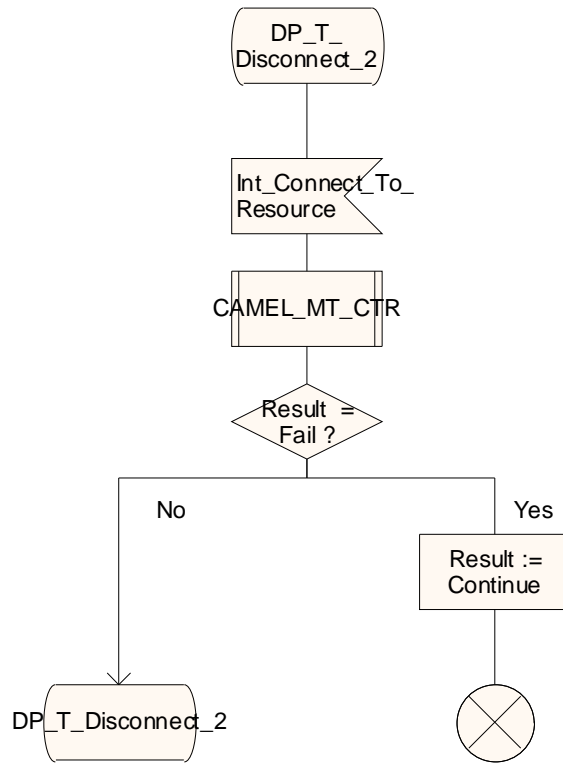 DP_T_
Disconnect_2
Int_Connect_To_
Resource
CAMEL_MT_CTR
Result =
Fail ?
No
Yes
Result :=
Continue
DP_T_Disconnect_2